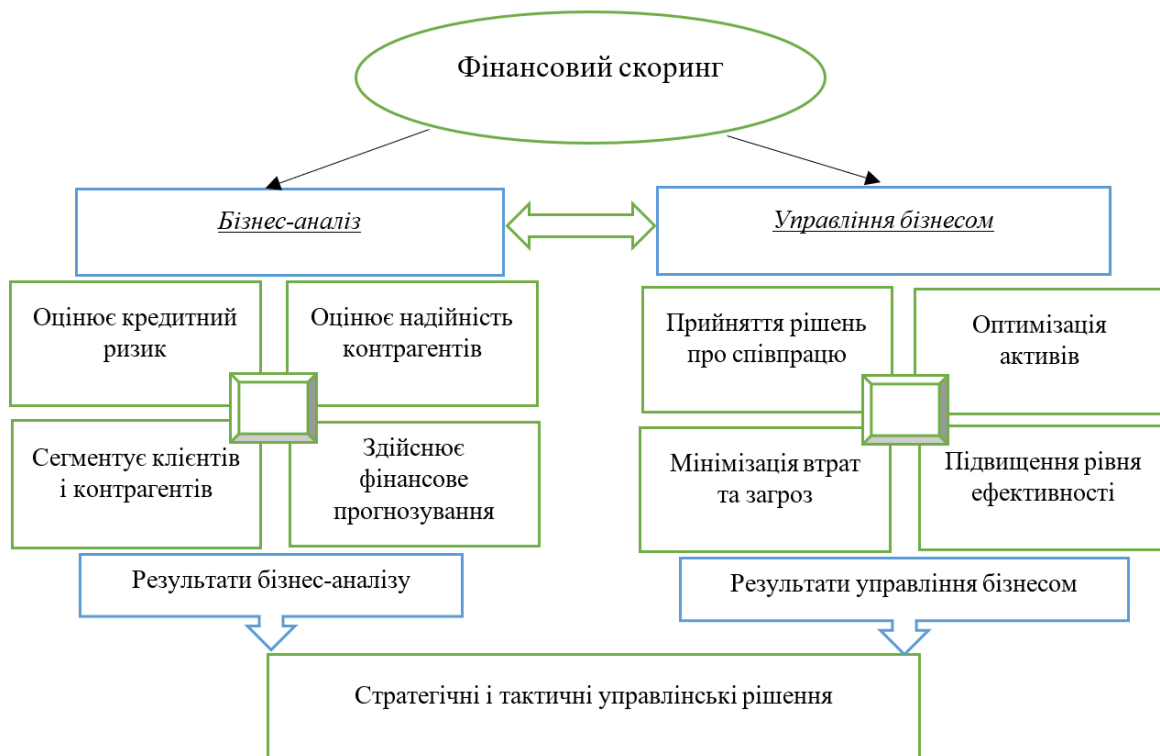 Фінансовий скоринг
Бізнес-аналіз
Управління бізнесом
Оцінює кредитний
ризик
Оцінює надійність
контрагентів
Сегментує клієнтів
і контрагентів
Здійснює
фінансове
прогнозування
Прийняття рішень
про співпрацю
Оптимізація
активів
Мінімізація втрат
та загроз
Підвищення рівня
ефективності
Результати бізнес-аналізу
Результати управління бізнесом
Стратегічні і тактичні управлінські рішення